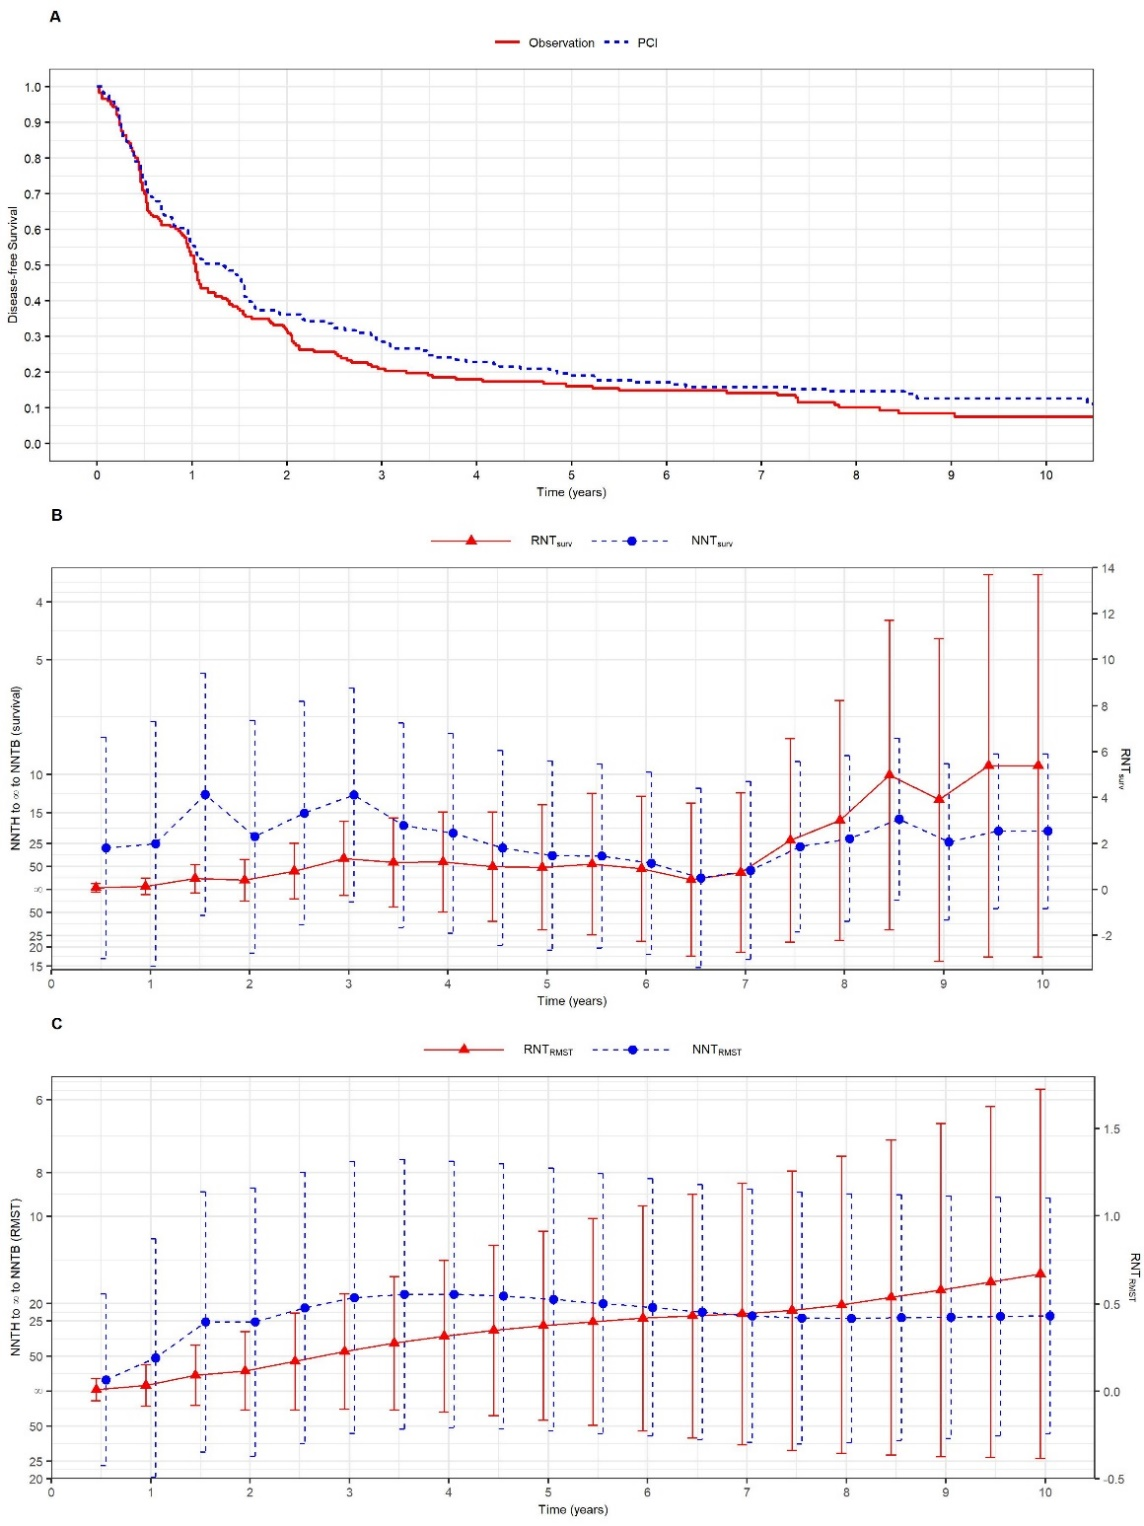 A
Observation PCI
1.0
0.9
0.8
0.7
0.6
0.5
0.4
0.3
0.2
0.1
0.0
Disease-free Survival
0 1 2 3 4 5 6 7 8 9 10
Time (years)
B
RNTsurv NNTsurv
4
5
10
15
25
50
∞
50
25
20
15
NNTH to ∞ to NNTB (survival)
14
12
10
8
6
4
2
0
-2
RNTsurv
0 1 2 3 4 5 6 7 8 9 10
Time (years)
C
RNTRMST NNTRMST
6
8
10
20
25
50
∞
50
25
20
NNTH to ∞ to NNTB (RMST)
1.5
1.0
0.5
0.0
-0.5
RNTRMST
0 1 2 3 4 5 6 7 8 9 10
Time (years)